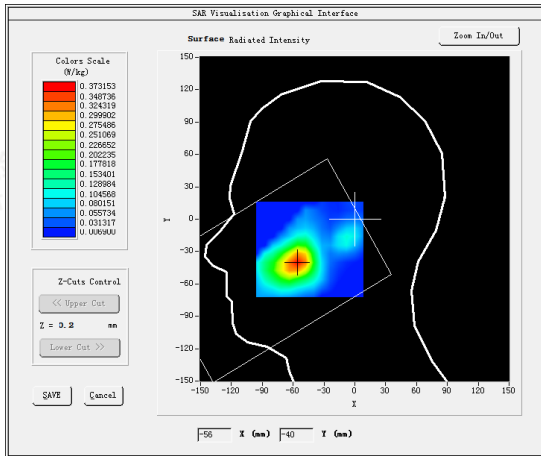 SAR Visualisation Graphical Interface
Surface Radiated Intensity
Zoom In/Out
Colors Scale
(W/kg)
0.373153
0.348736
0.324319
0.299902
0.275486
0.251069
0.226652
0.202235
0.177818
0.153401
0.128984
0.104568
0.080151
0.055734
0.031317
0.006900
150
120
90
60
30
0
-30
-60
-90
-120
-150
Y
-150 -120 -90 -60 -30 0 30 60 90 120 150
X
Z-Cuts Control
<< Upper Cut
Z = 0.2 mm
Lower Cut >>
SAVE Cancel
-56 X (mm) -40 Y (mm)